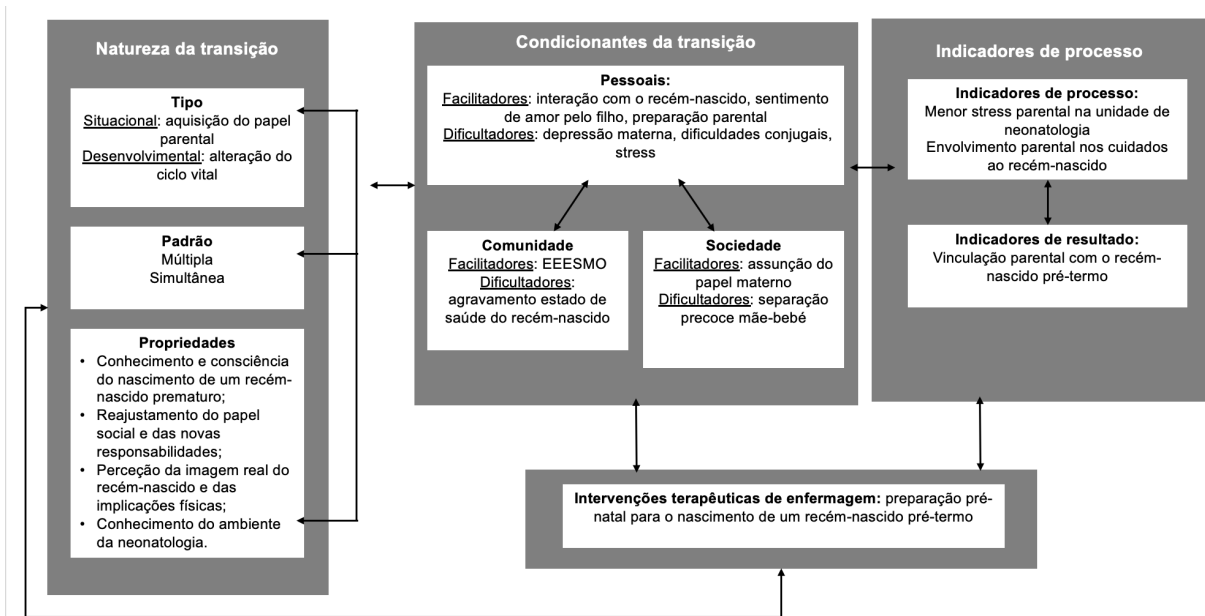 Natureza da transição
Tipo
Situacional: aquisição do papel
parental
Desenvolvimental: alteração do
ciclo vital
Padrão
Múltipla
Simultânea
Propriedades
• Conhecimento e consciência
do nascimento de um recém-
nascido prematuro;
• Reajustamento do papel
social e das novas
responsabilidades;
• Perceção da imagem real do
recém-nascido e das
implicações físicas;
• Conhecimento do ambiente
da neonatologia.
Condicionantes da transição
Pessoais:
Facilitadores: interação com o recém-nascido, sentimento
de amor pelo filho, preparação parental
Dificultadores: depressão materna, dificuldades conjugais,
stress
Comunidade
Facilitadores: EEESMO
Dificultadores:
agravamento estado de
saúde do recém-nascido
Sociedade
Facilitadores: assunção do
papel materno
Dificultadores: separação
precoce mãe-bebé
Indicadores de processo
Indicadores de processo:
Menor stress parental na unidade de
neonatologia
Envolvimento parental nos cuidados
ao recém-nascido
Indicadores de resultado:
Vinculação parental com o recém-
nascido pré-termo
Intervenções terapêuticas de enfermagem: preparação pré-
natal para o nascimento de um recém-nascido pré-termo